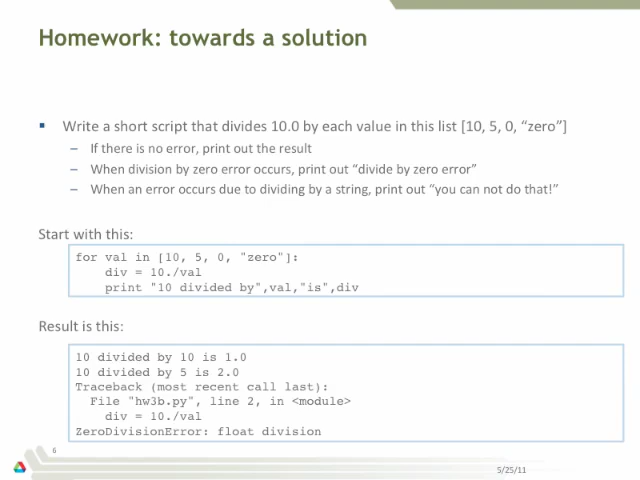 Homework: towards a solution
▪ Write a short script that divides 10.0 by each value in this list [10, 5, 0, “zero”]
– If there is no error, print out the result
– When division by zero error occurs, print out “divide by zero error”
– When an error occurs due to dividing by a string, print out “you can not do that!”
Start with this:
for val in [10, 5, 0, "zero"]:
    div = 10./val
    print "10 divided by",val,"is",div
Result is this:
10 divided by 10 is 1.0
10 divided by 5 is 2.0
Traceback (most recent call last):
  File "hw3b.py", line 2, in <module>
    div = 10./val
ZeroDivisionError: float division
6
5/25/11